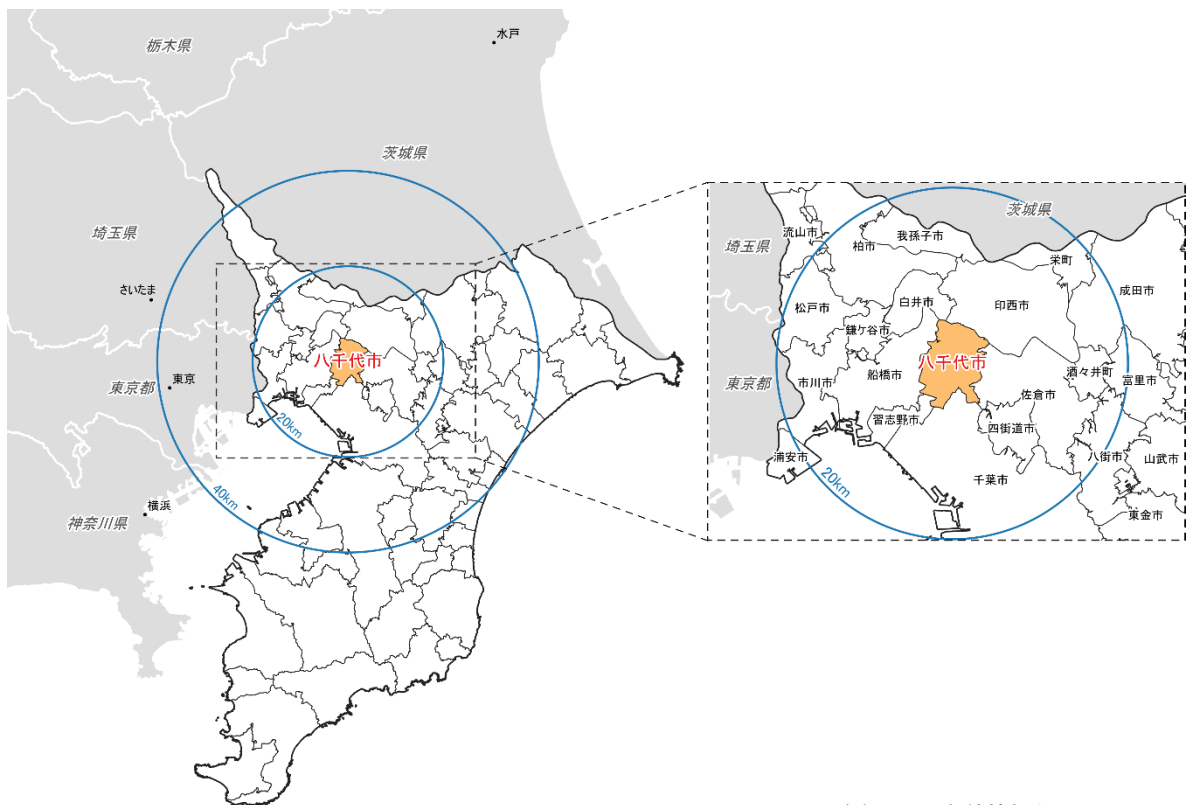 水戸
栃木県
茨城県
埼玉県
さいたま
東京都
東京
八千代市
20km
40km
横浜
神奈川県
茨城県
埼玉県
流山市
柏市
我孫子市
栄町
成田市
松戸市
白井市
印西市
鎌ケ谷市
東京都
市川市
船橋市
八千代市
酒々井町
富里市
佐倉市
習志野市
四街道市
浦安市
八街市
山武市
千葉市
20km
東金市